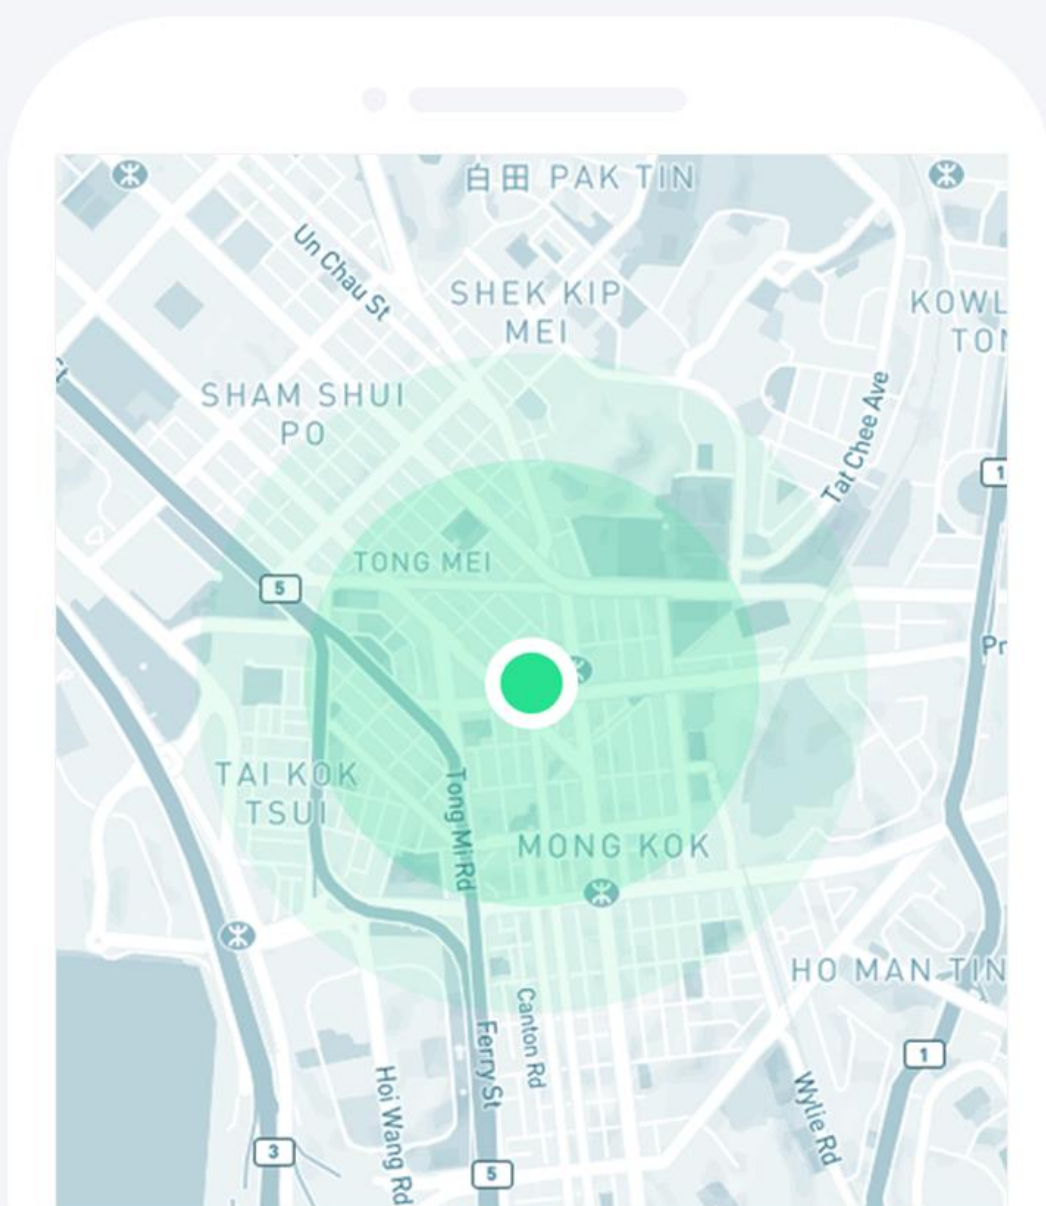 白田 PAK TIN
Un Chau St
SHEK KIP
MEI
KOWL
TON
St
SHAM SHUI
PO
Tat Chee Ave
1
TONG MEI
5
Pr
TAI KOK
TSUI
Tong Mi Rd
MONG KOK
HO MAN TIN
Canton Rd
Ferry St
1
Hoi Wang Rd
Wylie Rd
3
5